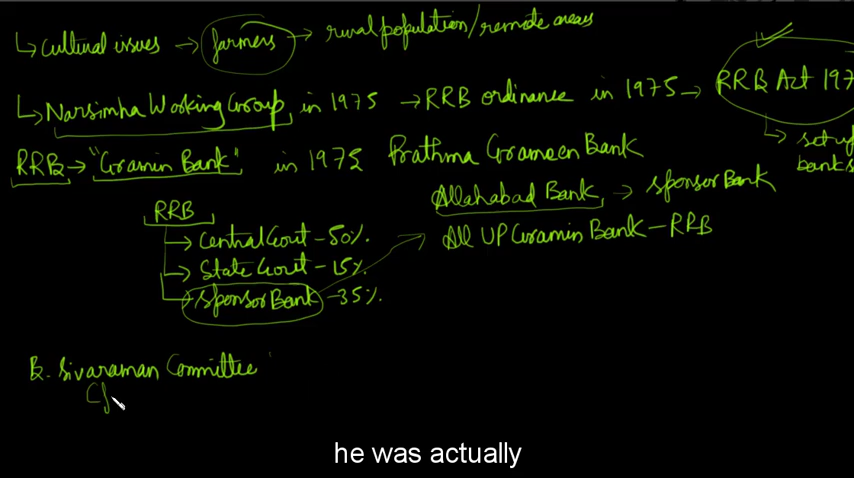 ↳ Cultural issues → farmers → rural population/remote areas
↳ Narsimha Working Group, in 1975 → RRB ordinance in 1975 → RRB Act 197
↳ set up
banks
RRB → "Gramin Bank" in 1975 Prathma Grameen Bank
Allahabad Bank, → Sponsor Bank
RRB
→ Central Govt - 50%.
All UP Gramin Bank - RRB
→ State Govt - 15%.
→ Sponsor Bank - 35%.
B. Sivaraman Committee
he was actually